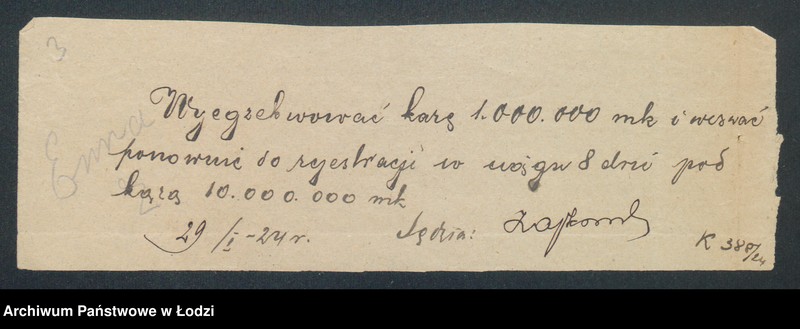 3
Emma
Wyegzekwować karę 1.000.000 mk i wezwać
ponownie do rejestracji w ciągu 8 dni pod
karą 10.000.000 mk
29/I-24 r. Sędzia:
K 388/24
Archiwum Państwowe w Łodzi